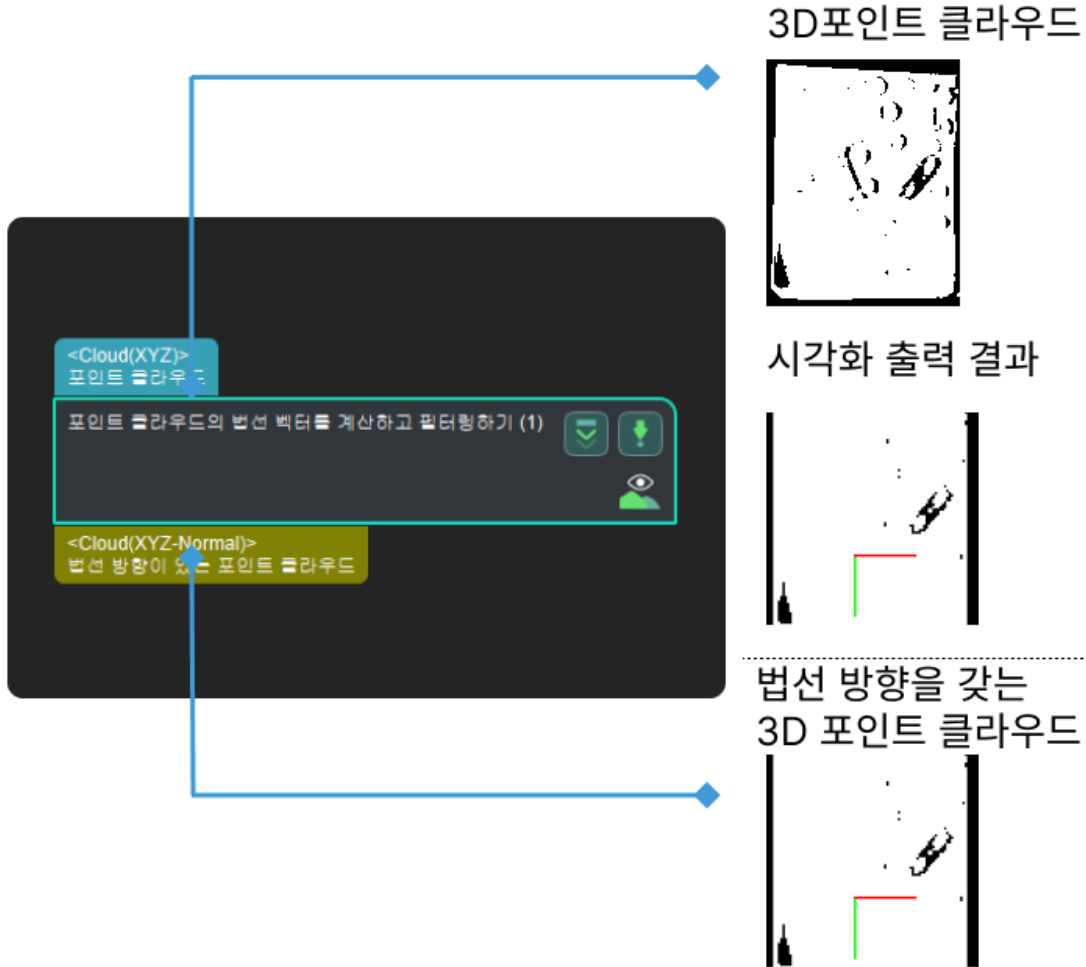 3D포인트 클라우드
<Cloud(XYZ)>
포인트 클라우드
포인트 클라우드의 법선 벡터를 계산하고 필터링하기 (1)
<Cloud(XYZ-Normal)>
법선 방향이 있는 포인트 클라우드
시각화 출력 결과
법선 방향을 갖는
3D 포인트 클라우드